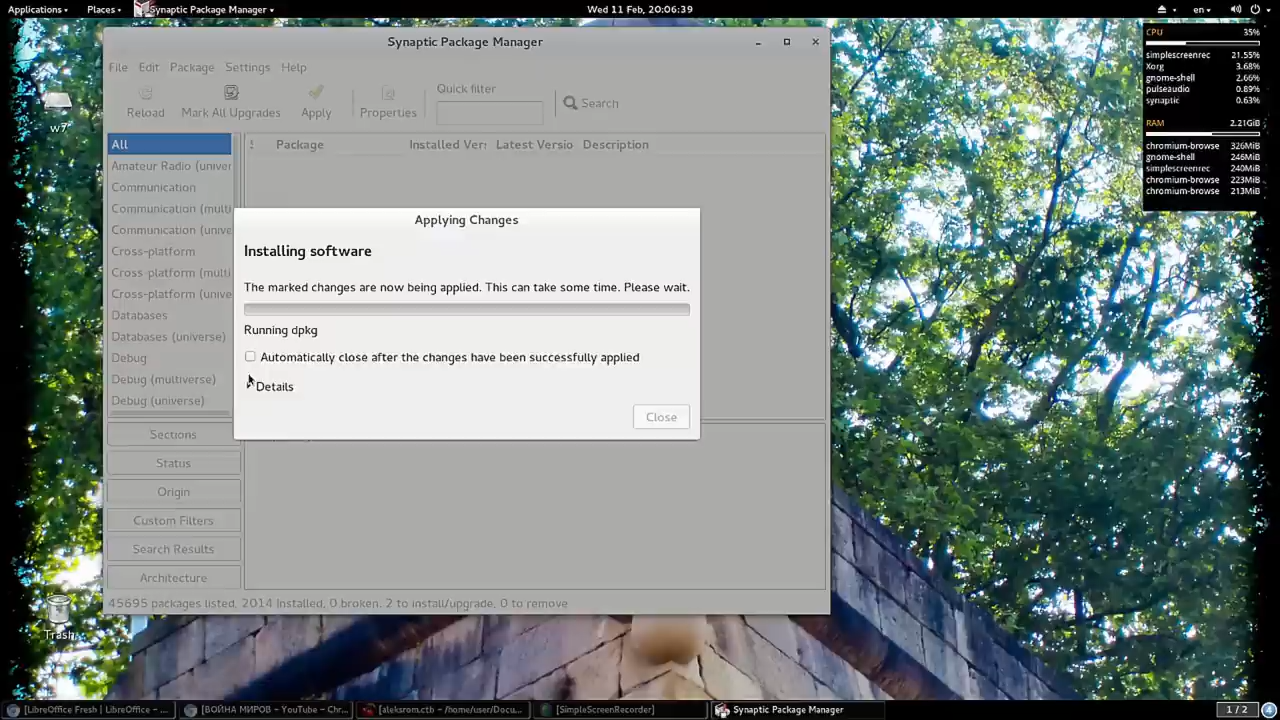 Applications Places Synaptic Package Manager Wed 11 Feb, 20:06:39 en
Synaptic Package Manager
File Edit Package Settings Help
Reload Mark All Upgrades Apply Properties Quick filter Search
All
Amateur Radio (univer
Communication
Communication (multi
Communication (unive
Cross-platform
Cross-platform (multi
Cross-platform (unive
Databases
Databases (universe)
Debug
Debug (multiverse)
Debug (universe)
S Package Installed Ver: Latest Versio Description
Applying Changes
Installing software
The marked changes are now being applied. This can take some time. Please wait.
Running dpkg
Automatically close after the changes have been successfully applied
Details
Close
Sections
Status
Origin
Custom Filters
Search Results
Architecture
45695 packages listed, 2014 installed, 0 broken. 2 to install/upgrade, 0 to remove
w7
Trash
CPU 35%
simplescreenrec 21.55%
Xorg 3.68%
gnome-shell 2.66%
pulseaudio 0.89%
synaptic 0.63%
RAM 2.21GiB
chromium-browse 326MiB
gnome-shell 246MiB
simplescreenrec 240MiB
chromium-browse 223MiB
chromium-browse 213MiB
[LibreOffice Fresh | LibreOffice – ... [ВОЙНА МИРОВ – YouTube – Chr... [aleksrom.ctb – /home/user/Docu... [SimpleScreenRecorder] Synaptic Package Manager 1 / 2 4